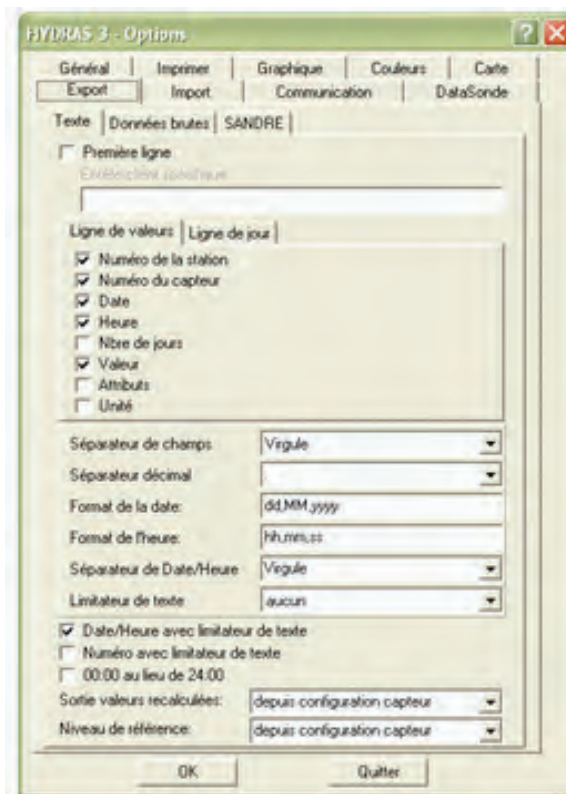 HYDRAS 3 - Options
Général Imprimer Graphique Couleurs Carte
Export Import Communication DataSonde
Texte Données brutes SANDRE
Première ligne
Ligne de valeurs Ligne de jour
Numéro de la station
Numéro du capteur
Date
Heure
Nbre de jours
Valeur
Attributs
Unité
Séparateur de champs Virgule
Séparateur décimal .
Format de la date: dd,MM,yyyy
Format de l'heure: hh,mm,ss
Séparateur de Date/Heure Virgule
Limitateur de texte aucun
Date/Heure avec limitateur de texte
Numéro avec limitateur de texte
00:00 au lieu de 24:00
Sortie valeurs recalculées: depuis configuration capteur
Niveau de référence: depuis configuration capteur
OK Quitter